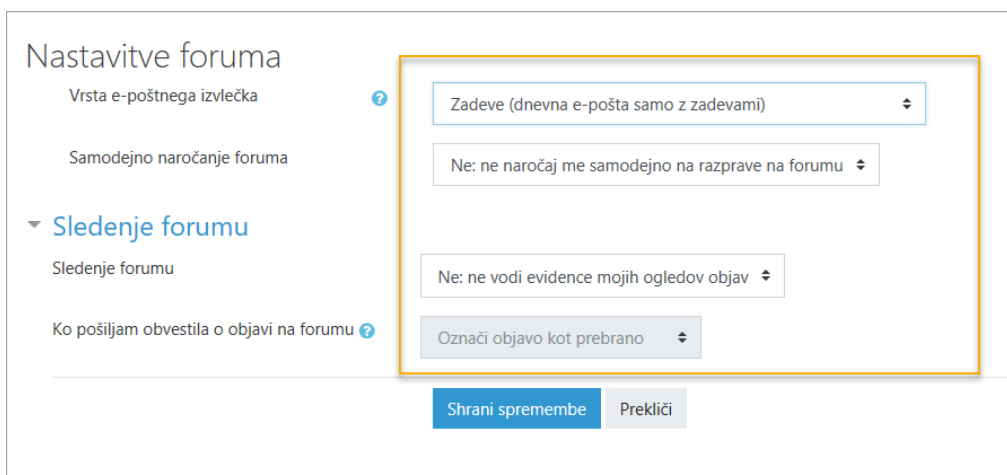 Nastavitve foruma
Vrsta e-poštnega izvlečka ?
Zadeve (dnevna e-pošta samo z zadevami)
Samodejno naročanje foruma
Ne: ne naročaj me samodejno na razprave na forumu
Sledenje forumu
Sledenje forumu
Ne: ne vodi evidence mojih ogledov objav
Ko pošiljam obvestila o objavi na forumu ?
Označi objavo kot prebrano
Shrani spremembe Prekliči